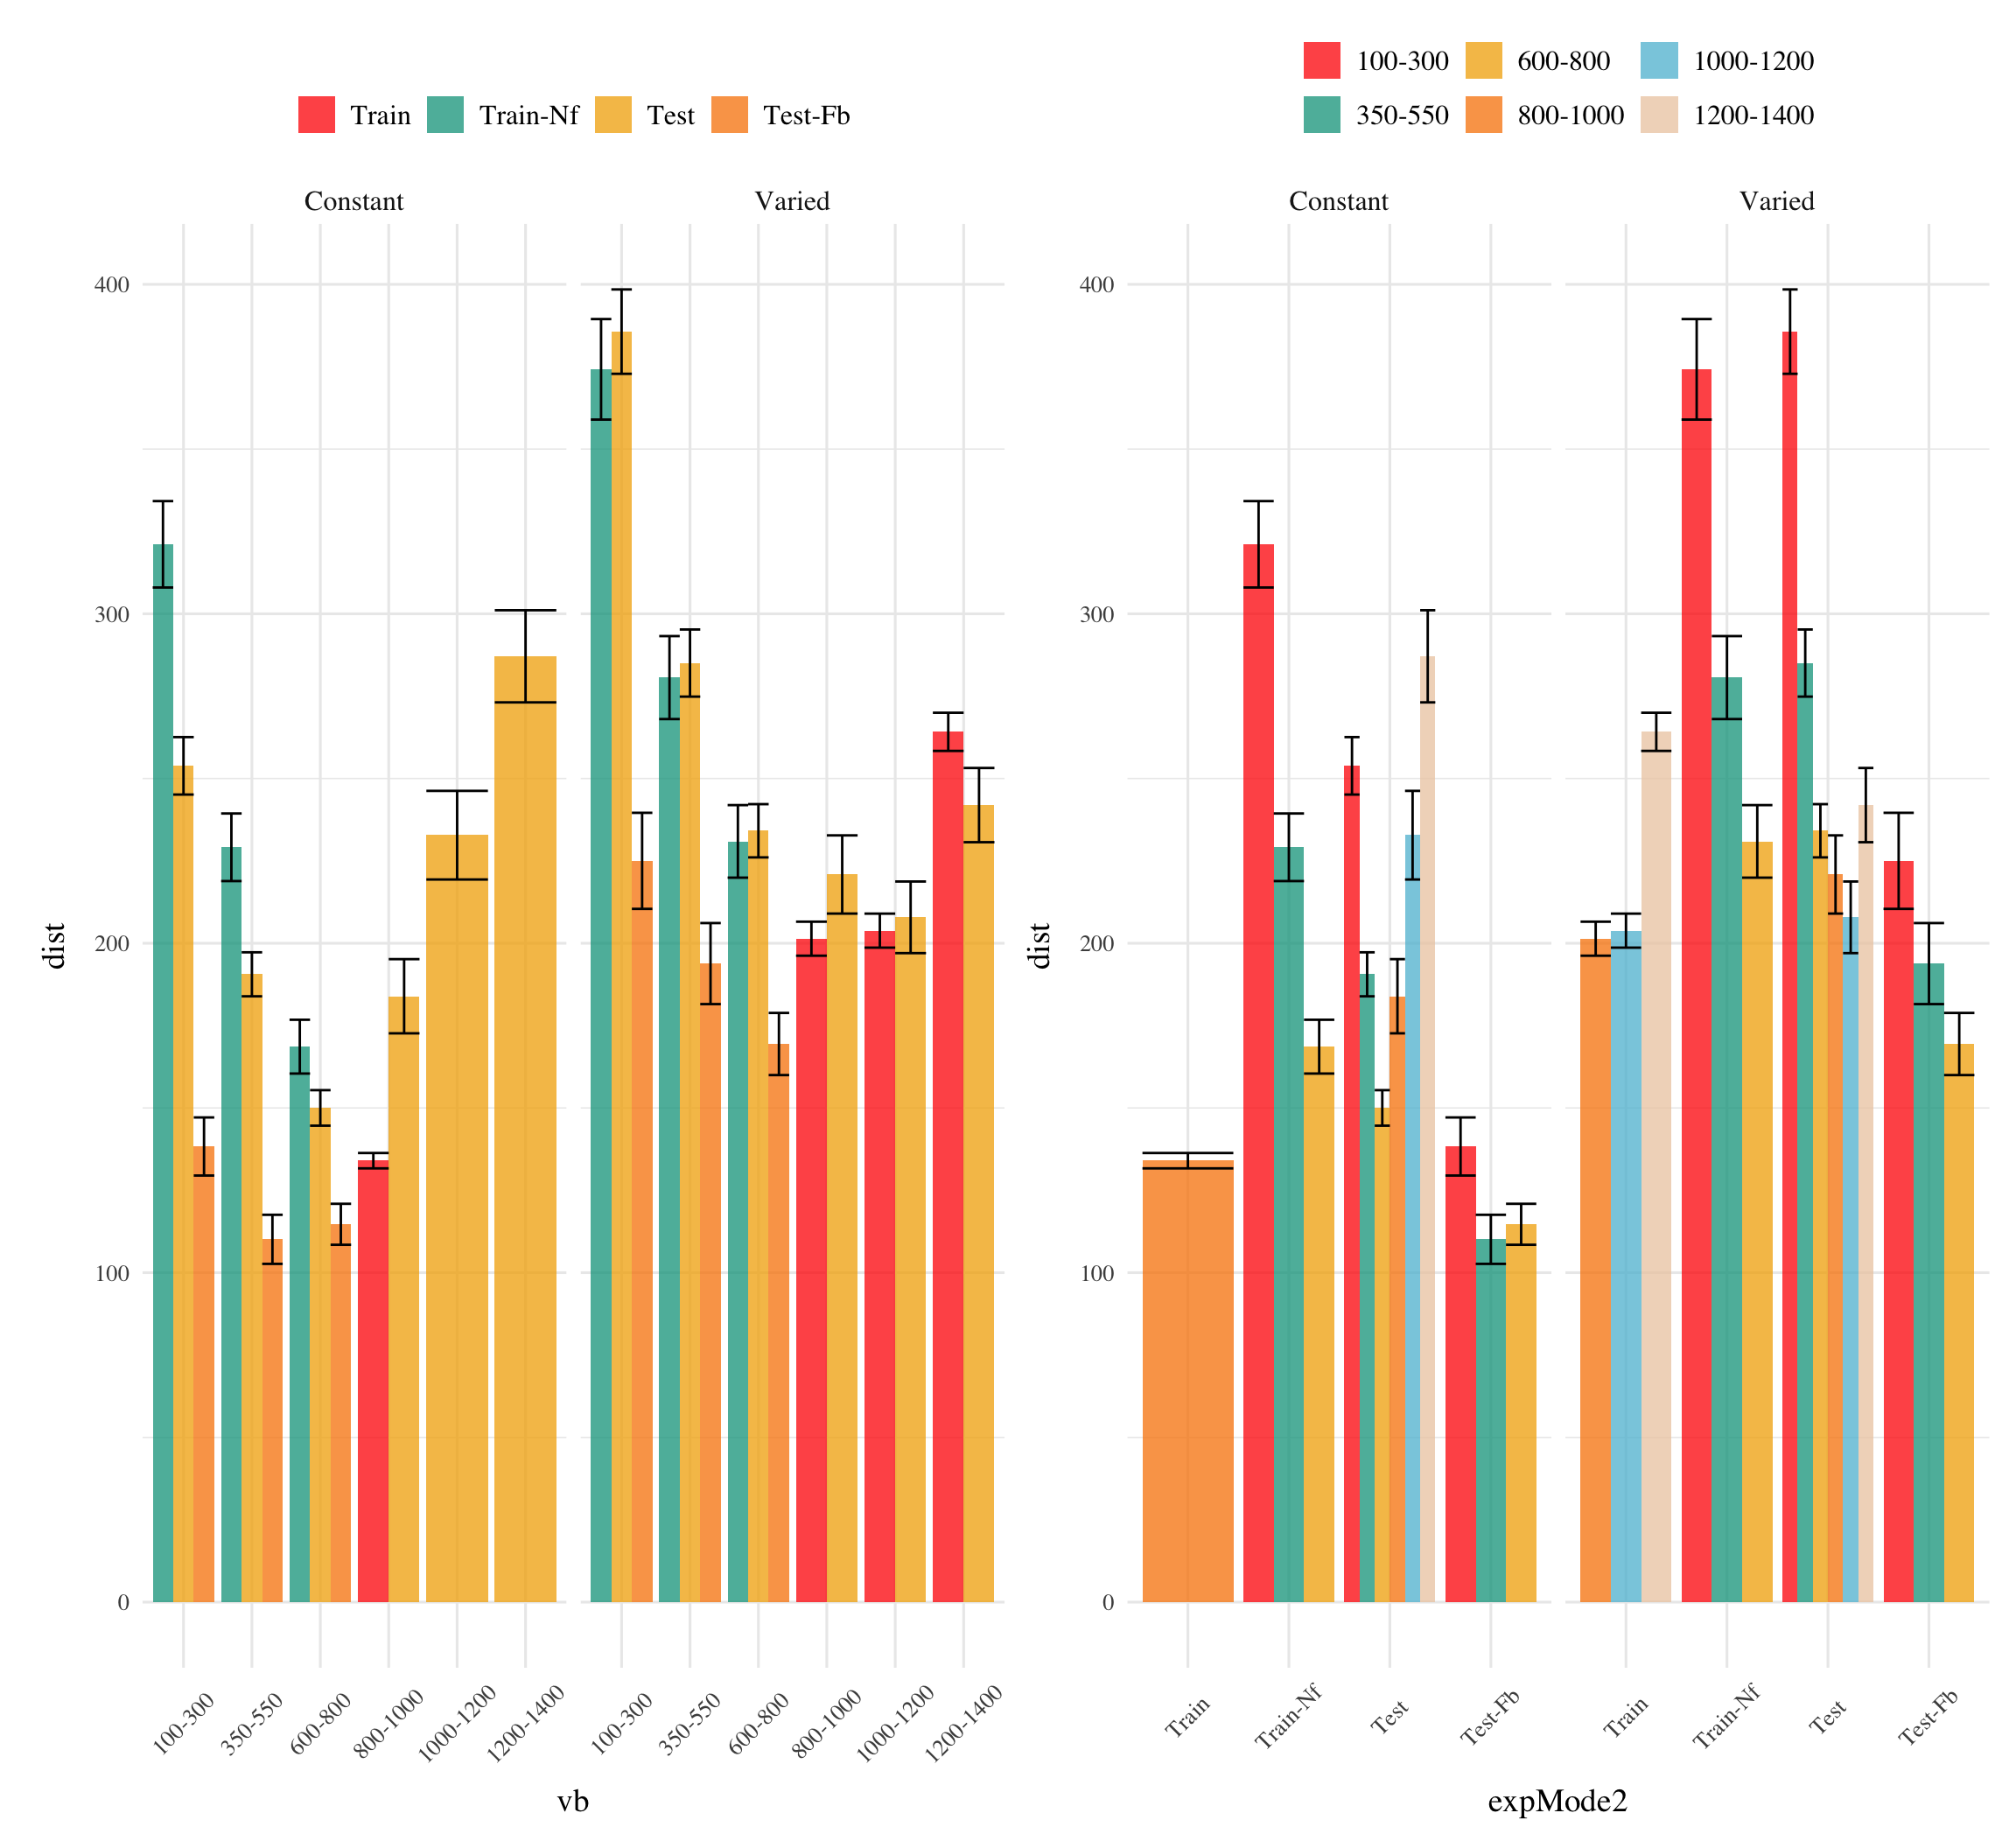 Train Train-Nf Test Test-Fb
100-300 600-800 1000-1200
350-550 800-1000 1200-1400
Constant Varied
Constant Varied
400
300
200
100
0
dist
100-300 350-550 600-800 800-1000 1000-1200 1200-1400
100-300 350-550 600-800 800-1000 1000-1200 1200-1400
vb
400
300
200
100
0
dist
Train Train-Nf Test Test-Fb
Train Train-Nf Test Test-Fb
expMode2